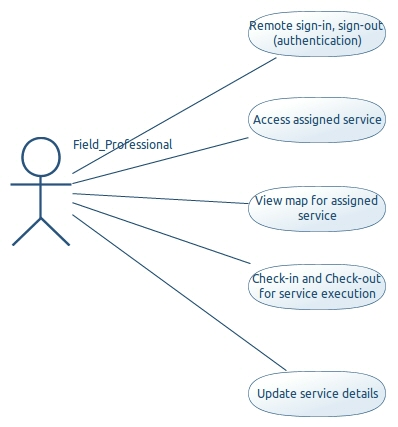 Remote sign-in, sign-out
(authentication)
Field_Professional
Access assigned service
View map for assigned
service
Check-in and Check-out
for service execution
Update service details